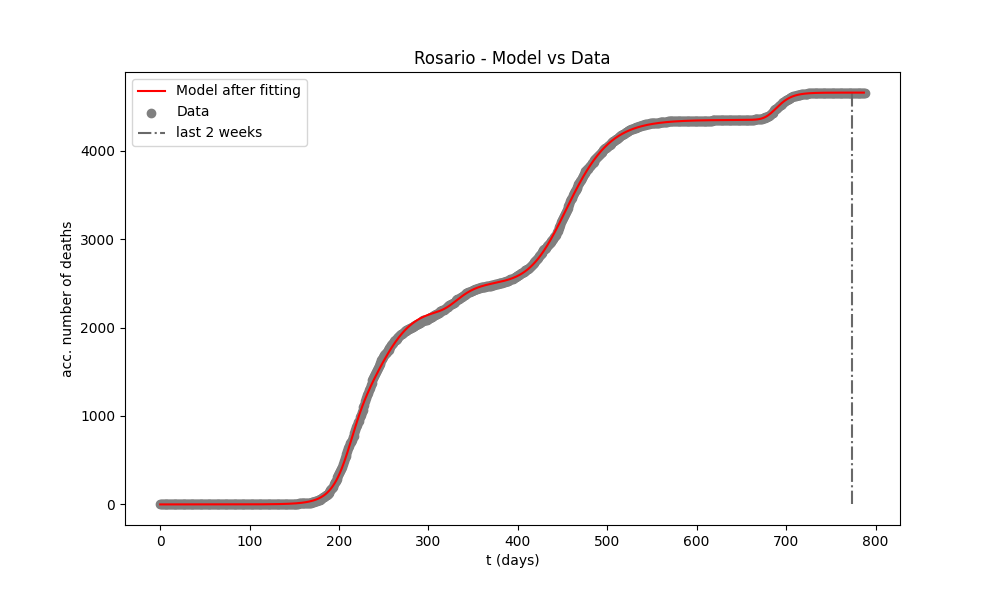 Rosario - Model vs Data
Model after fitting
Data
last 2 weeks
acc. number of deaths
4000
3000
2000
1000
0
0 100 200 300 400 500 600 700 800
t (days)